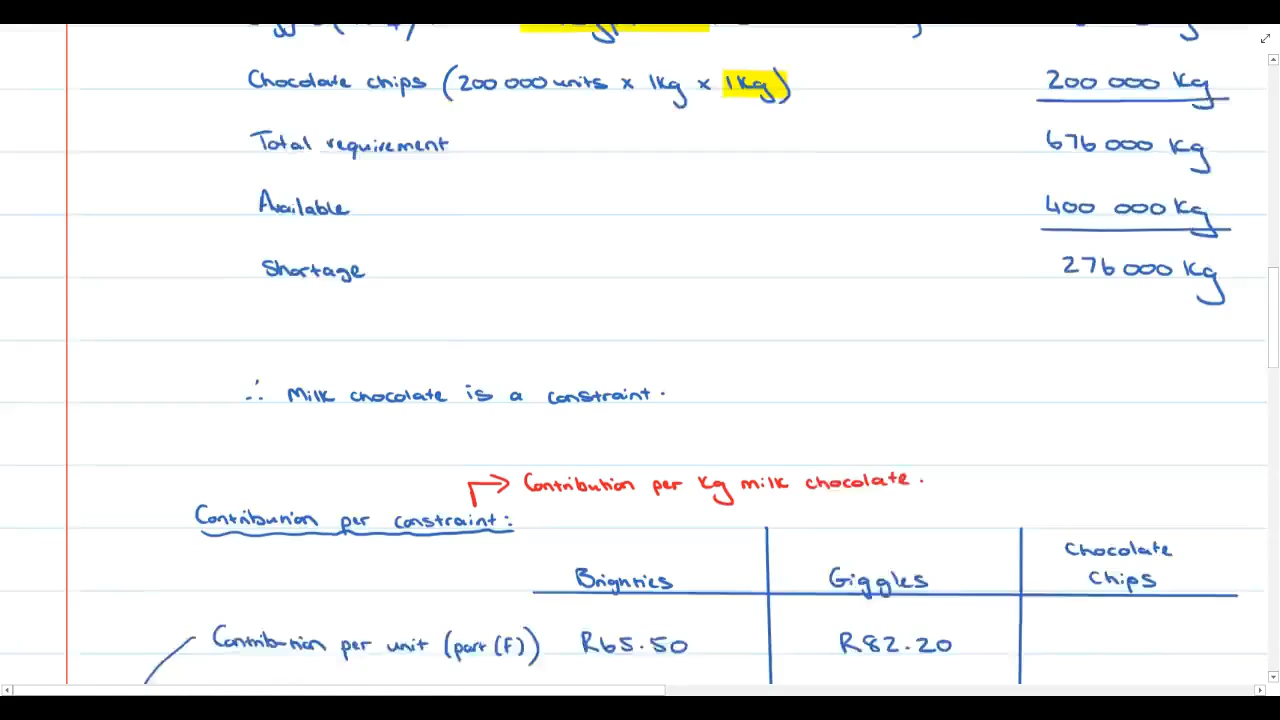 Chocolate chips (200 000 units x 1kg x 1kg) 200 000 kg
Total requirement 676 000 kg
Available 400 000 kg
Shortage 276 000 kg
∴ Milk chocolate is a constraint.
Contribution per kg milk chocolate.
Contribution per constraint:
Chocolate
Brignties Giggles Chips
Contribution per unit (part (f)) R65.50 R82.20